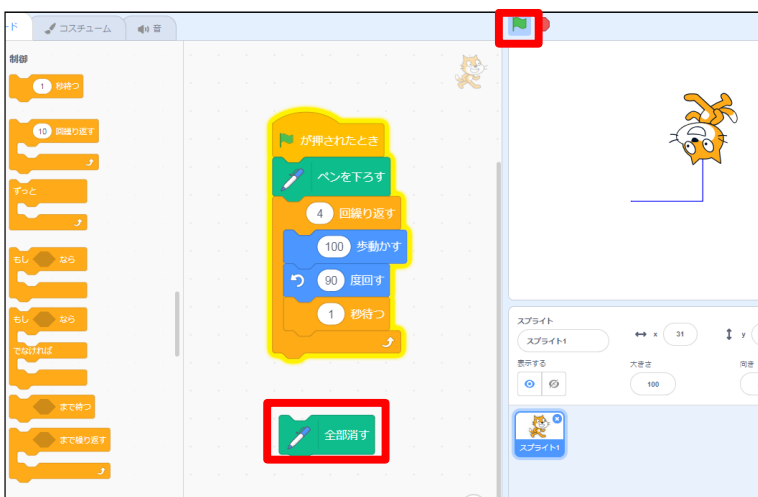 ード
コスチューム
音
制御
1 秒待つ
10 回繰り返す
ずっと
もし なら
もし なら
でなければ
まで待つ
まで繰り返す
が押されたとき
ペンを下ろす
4 回繰り返す
100 歩動かす
90 度回す
1 秒待つ
全部消す
スプライト
スプライト1
x 31
y
表示する
大きさ
100
向き
スプライト1